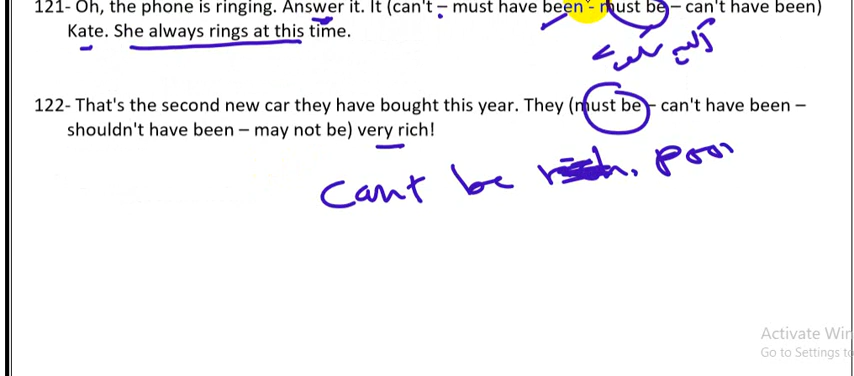 121- Oh, the phone is ringing. Answer it. It (can't - must have been - must be – can't have been)
Kate. She always rings at this time.
122- That's the second new car they have bought this year. They (must be – can't have been –
shouldn't have been – may not be) very rich!
Cant be poor
Activate Win
Go to Settings to